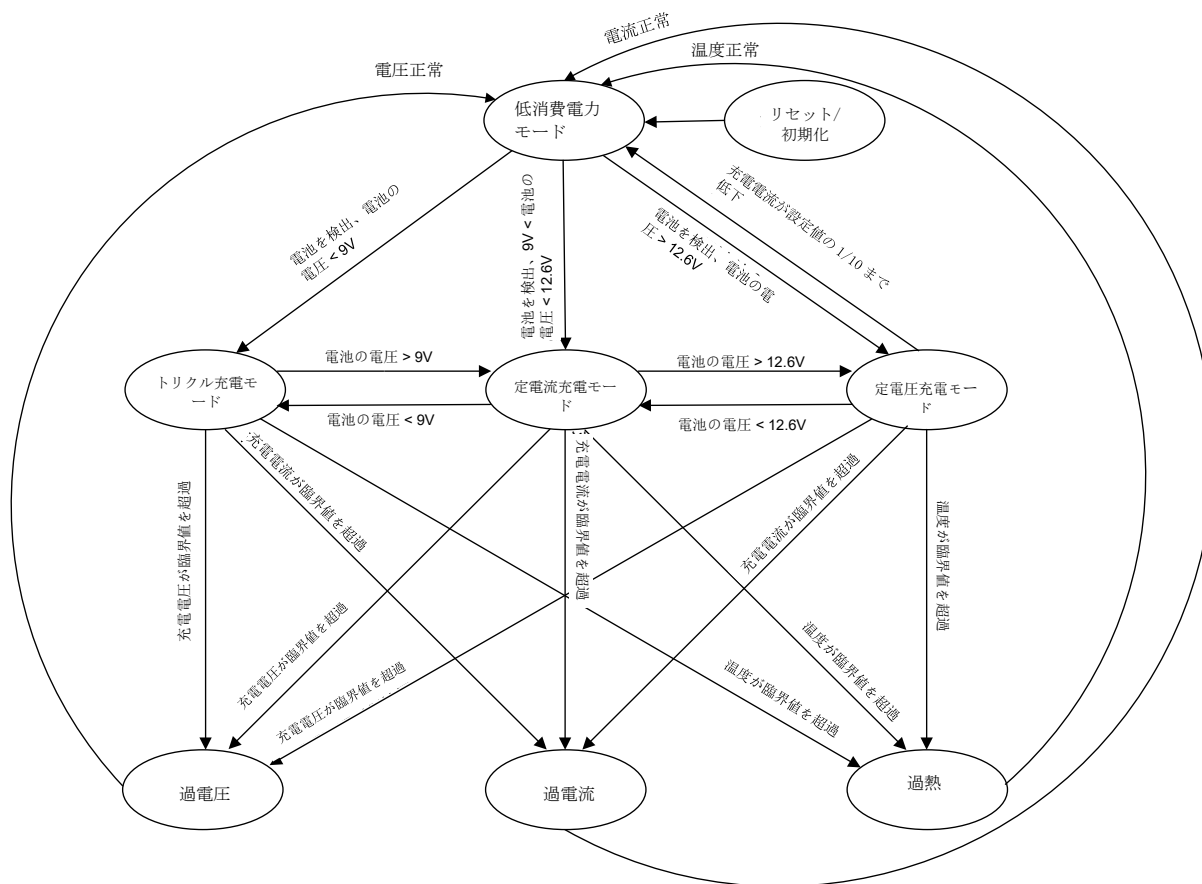 電流正常
温度正常
電圧正常
低消費電力
モード
リセット/
初期化
電池を検出、電池の
電圧 < 9V
電池を検出、9V < 電池の
電圧 < 12.6V
電池を検出、電池の電
圧 > 12.6V
充電電流が設定値の 1/10 まで
低下
トリクル充電モ
ード
電池の電圧 > 9V
電池の電圧 < 9V
定電流充電モー
ド
電池の電圧 > 12.6V
電池の電圧 < 12.6V
定電圧充電モー
ド
充電電圧が臨界値を超過
充電電流が臨界値を超過
充電電圧が臨界値を超過
充電電流が臨界値を超過
充電電圧が臨界値を超過
充電電流が臨界値を超過
温度が臨界値を超過
温度が臨界値を超過
温度が臨界値を超過
過電圧
過電流
過熱